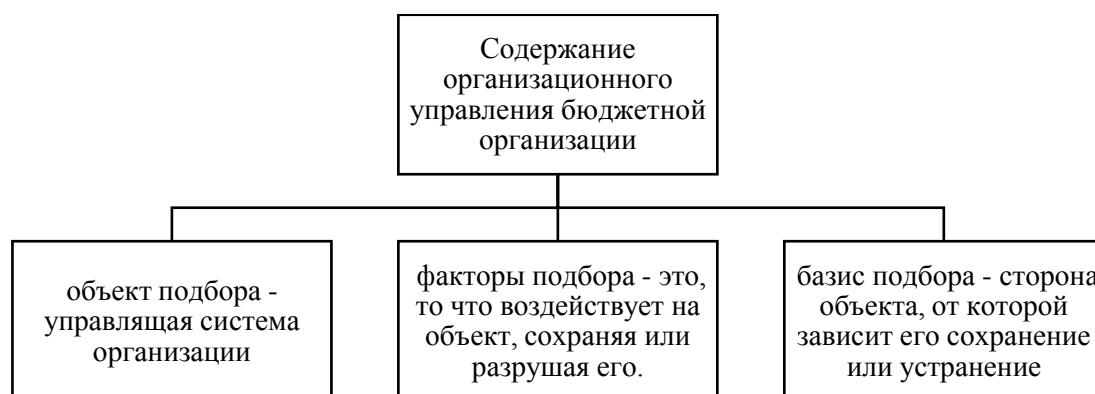 Содержание
организационного
управления бюджетной
организации
объект подбора -
управлящая система
организации
факторы подбора - это,
то что воздействует на
объект, сохраняя или
разрушая его.
базис подбора - сторона
объекта, от которой
зависит его сохранение
или устранение